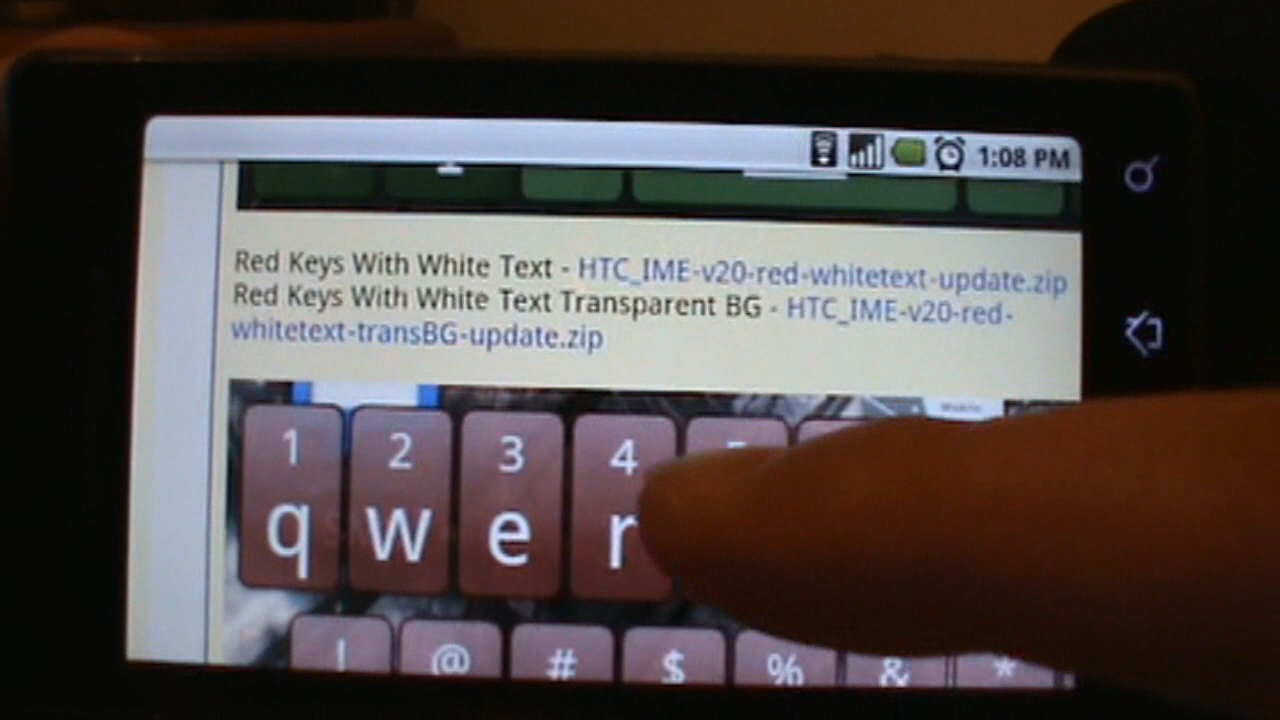 1:08 PM
Red Keys With White Text - HTC_IME-v20-red-whitetext-update.zip
Red Keys With White Text Transparent BG - HTC_IME-v20-red-
whitetext-transBG-update.zip
1 2 3 4
q w e r
! @ # $ % & *